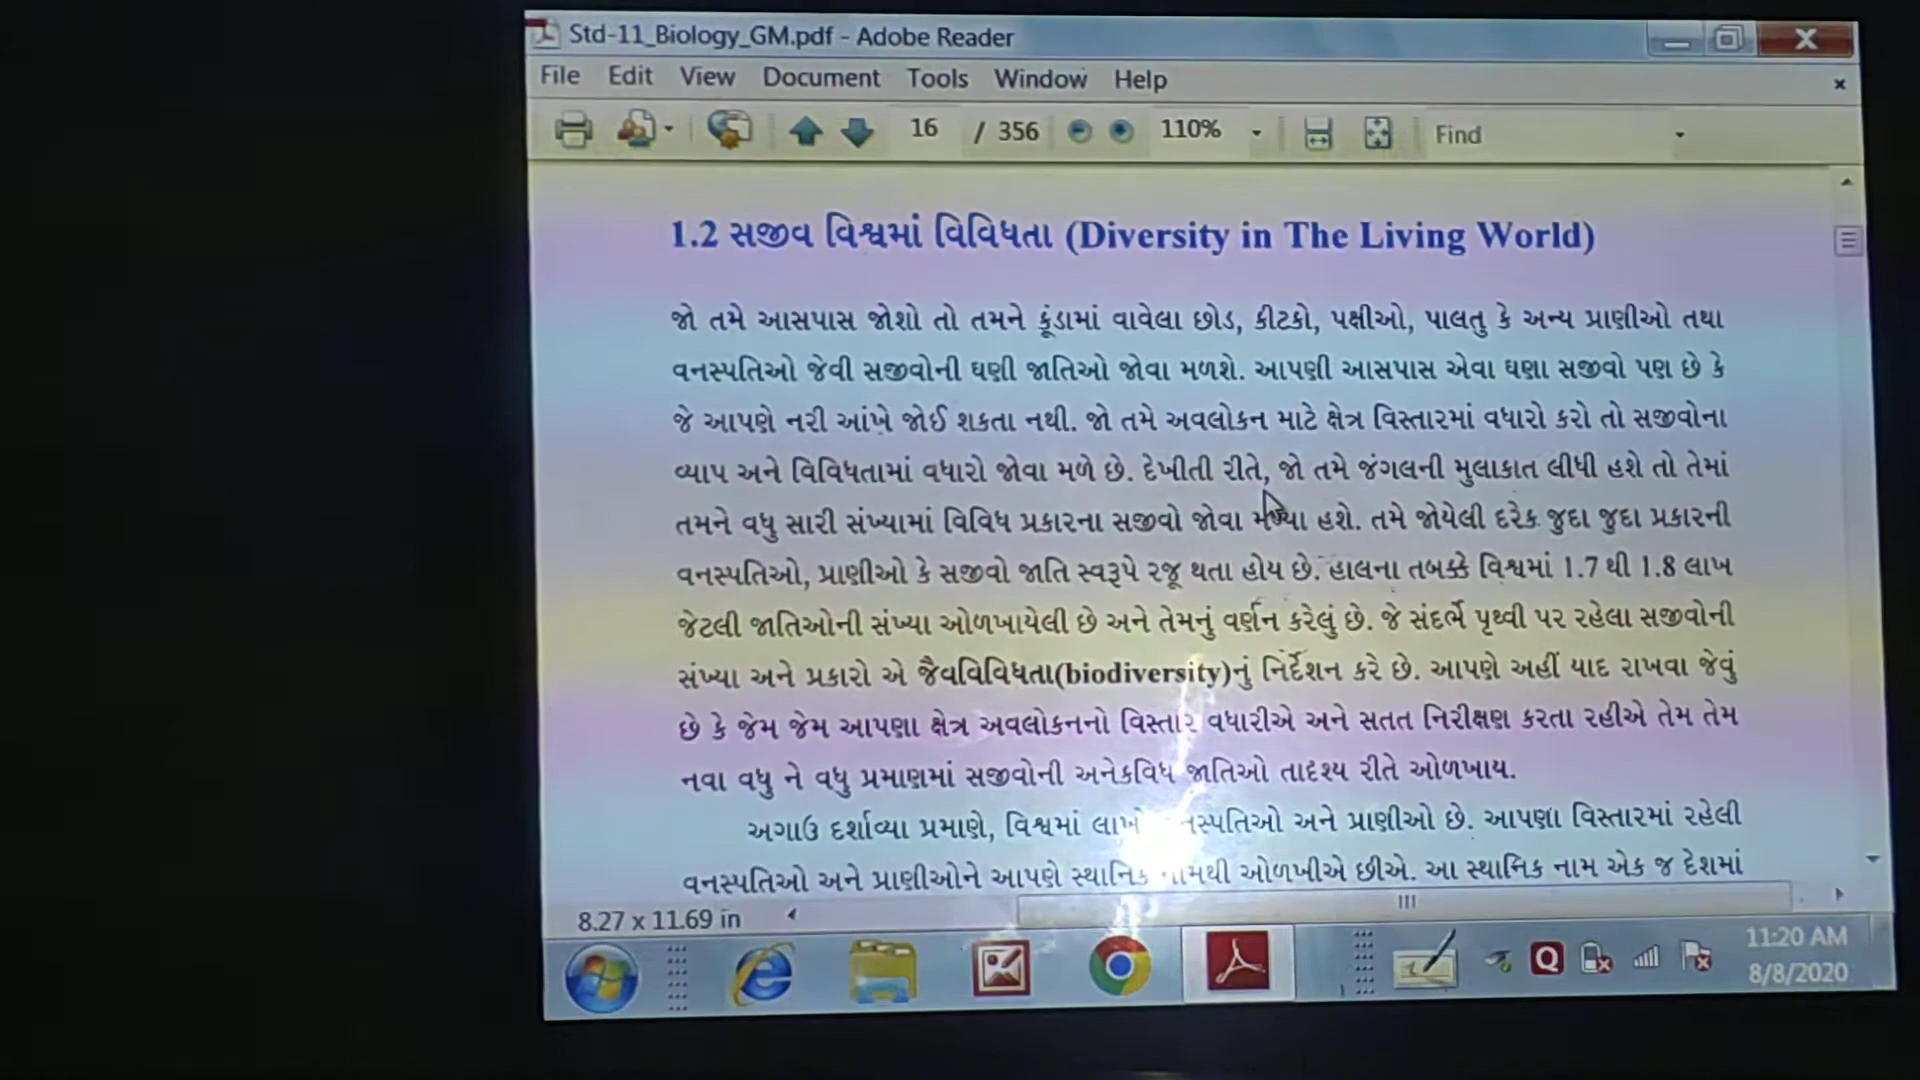 Std-11_Biology_GM.pdf - Adobe Reader
File Edit View Document Tools Window Help
16 / 356 110% Find
1.2 સજીવ વિશ્વમાં વિવિધતા (Diversity in The Living World)
જો તમે આસપાસ જોશો તો તમને કૂંડામાં વાવેલા છોડ, કીટકો, પક્ષીઓ, પાલતુ કે અન્ય પ્રાણીઓ તથા
વનસ્પતિઓ જેવી સજીવોની ઘણી જાતિઓ જોવા મળશે. આપણી આસપાસ એવા ઘણા સજીવો પણ છે કે
જે આપણે નરી આંખે જોઈ શકતા નથી. જો તમે અવલોકન માટે ક્ષેત્ર વિસ્તારમાં વધારો કરો તો સજીવોના
વ્યાપ અને વિવિધતામાં વધારો જોવા મળે છે. દેખીતી રીતે, જો તમે જંગલની મુલાકાત લીધી હશે તો તેમાં
તમને વધુ સારી સંખ્યામાં વિવિધ પ્રકારના સજીવો જોવા મળ્યા હશે. તમે જોયેલી દરેક જુદા જુદા પ્રકારની
વનસ્પતિઓ, પ્રાણીઓ કે સજીવો જાતિ સ્વરૂપે રજૂ થતા હોય છે. હાલના તબક્કે વિશ્વમાં 1.7 થી 1.8 લાખ
જેટલી જાતિઓની સંખ્યા ઓળખાયેલી છે અને તેમનું વર્ણન કરેલું છે. જે સંદર્ભે પૃથ્વી પર રહેલા સજીવોની
સંખ્યા અને પ્રકારો એ જૈવવિવિધતા(biodiversity)નું નિર્દેશન કરે છે. આપણે અહીં યાદ રાખવા જેવું
છે કે જેમ જેમ આપણા ક્ષેત્ર અવલોકનનો વિસ્તાર વધારીએ અને સતત નિરીક્ષણ કરતા રહીએ તેમ તેમ
નવા વધુ ને વધુ પ્રમાણમાં સજીવોની અનેકવિધ જાતિઓ તાદૃશ્ય રીતે ઓળખાય.
અગાઉ દર્શાવ્યા પ્રમાણે, વિશ્વમાં અને પ્રાણીઓ છે. આપણા વિસ્તારમાં રહેલી
વનસ્પતિઓ અને પ્રાણીઓને આપણે સ્થાનિક ઓળખીએ છીએ. આ સ્થાનિક નામ એક જ દેશમાં
8.27 x 11.69 in
11:20 AM
8/8/2020